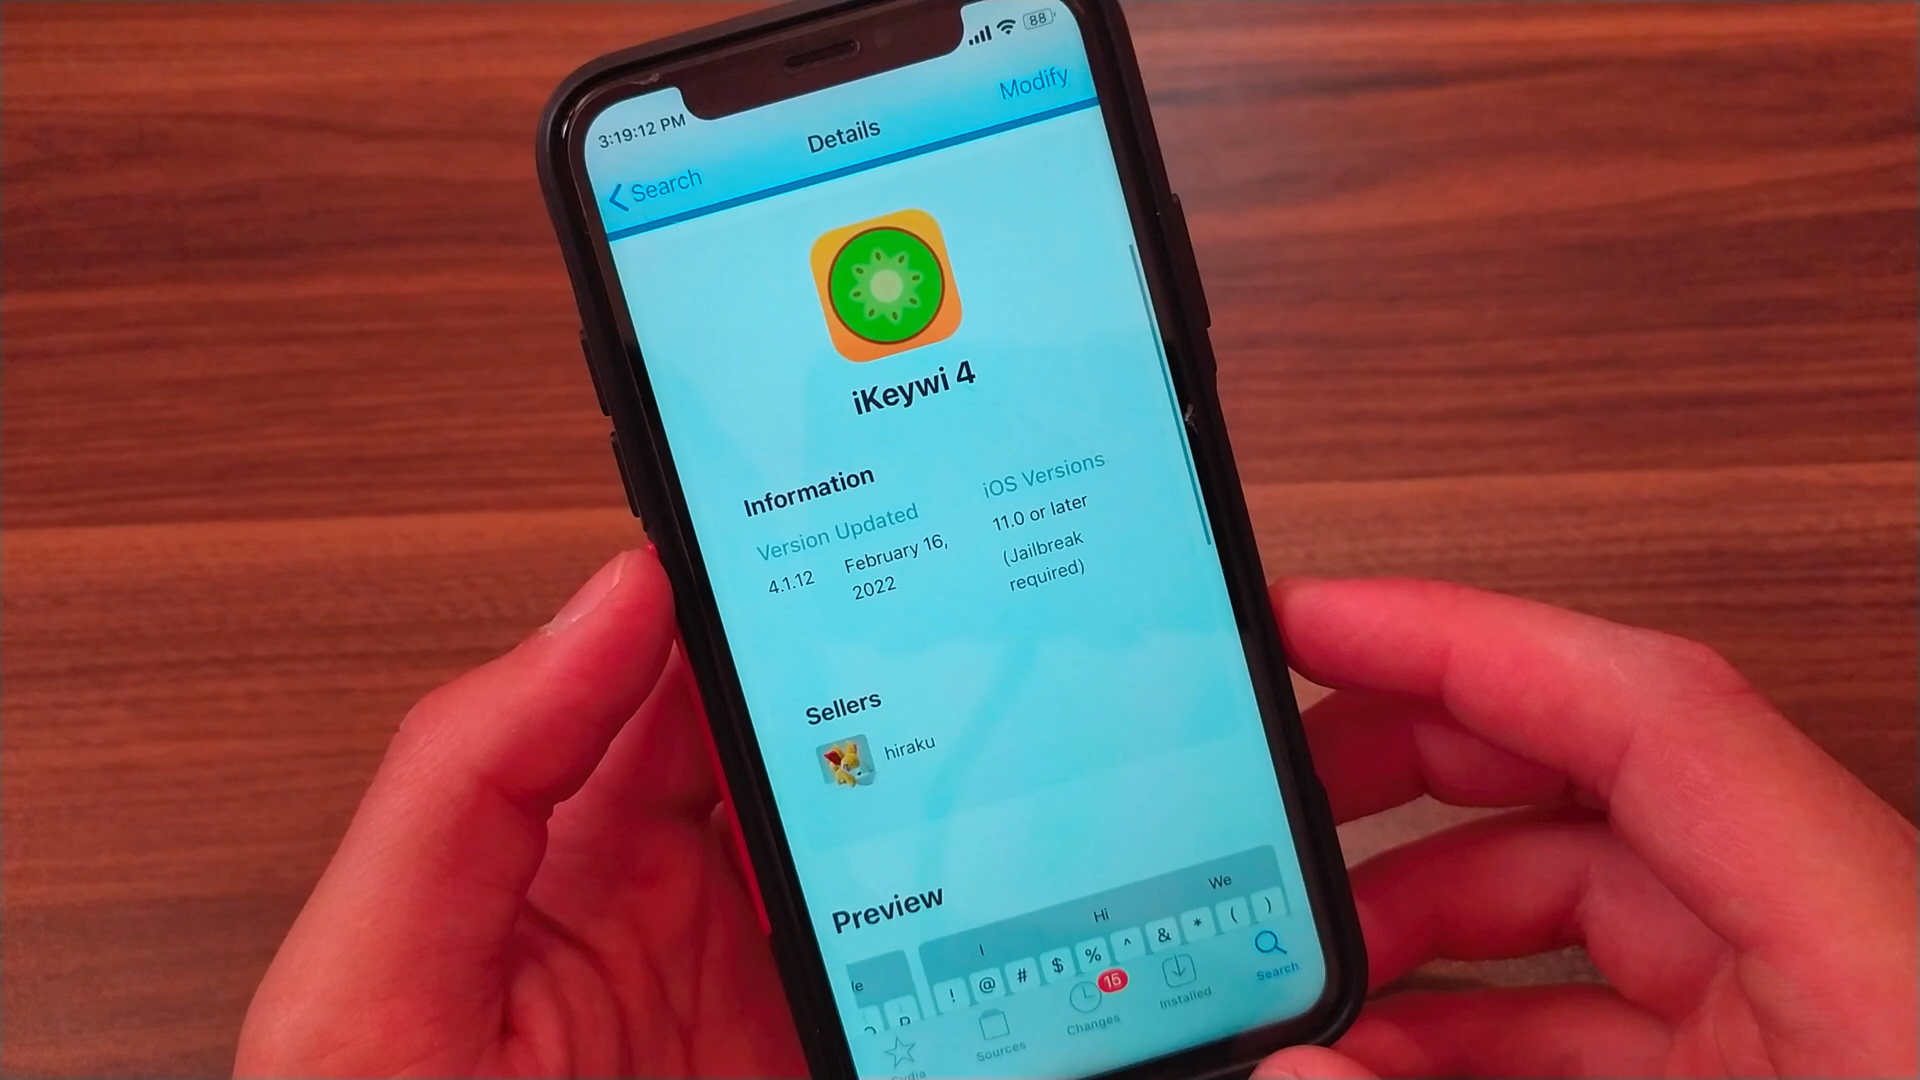 3:19:12 PM
88
Search
Details
Modify
iKeywi 4
Information
Version Updated
4.1.12
February 16,
2022
iOS Versions
11.0 or later
(Jailbreak
required)
Sellers
hiraku
Preview
I Hi We
le
! @ # $ % ^ & * ( )
15
Sources
Changes
Installed
Search